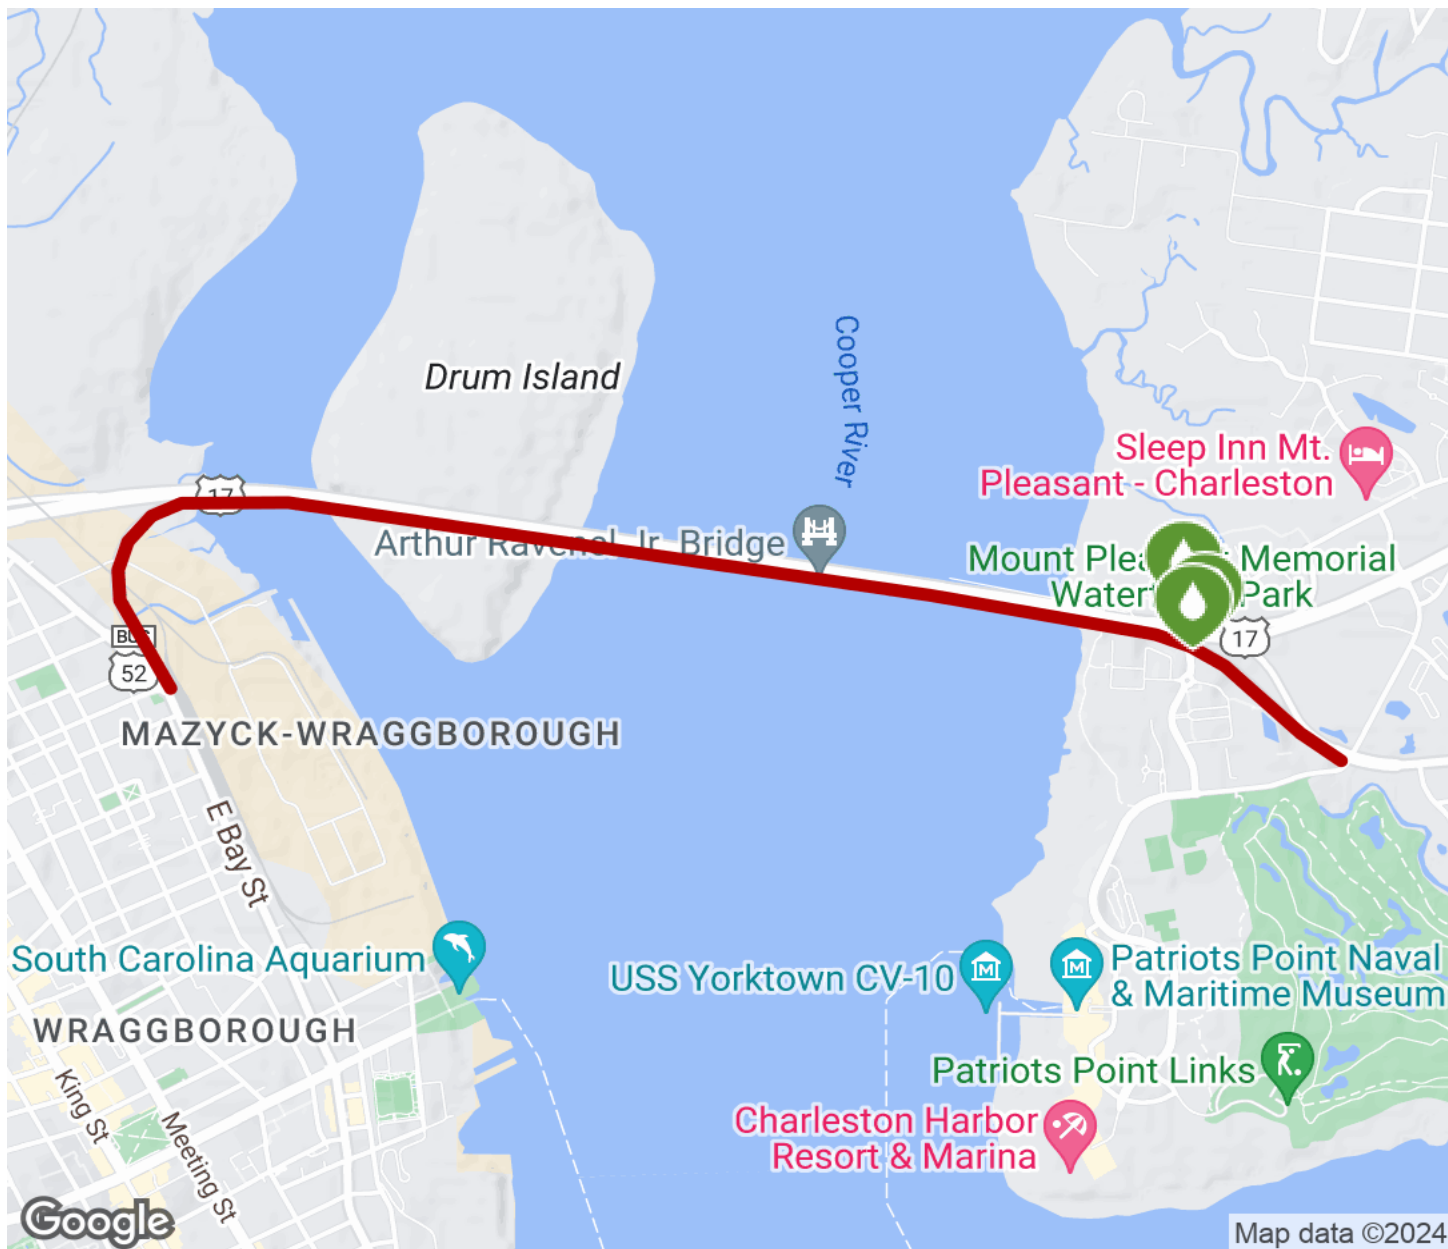 Cooper River
Drum Island
Sleep Inn Mt.
Pleasant - Charleston
17
Arthur Ravenel Jr. Bridge
Mount Memorial
Park
17
BUS
52
MAZYCK-WRAGGBOROUGH
E Bay St
South Carolina Aquarium
USS Yorktown CV-10
Patriots Point Naval
& Maritime Museum
WRAGGBOROUGH
Patriots Point Links
King St
Meeting St
Charleston Harbor
Resort & Marina
Google
Map data ©2024